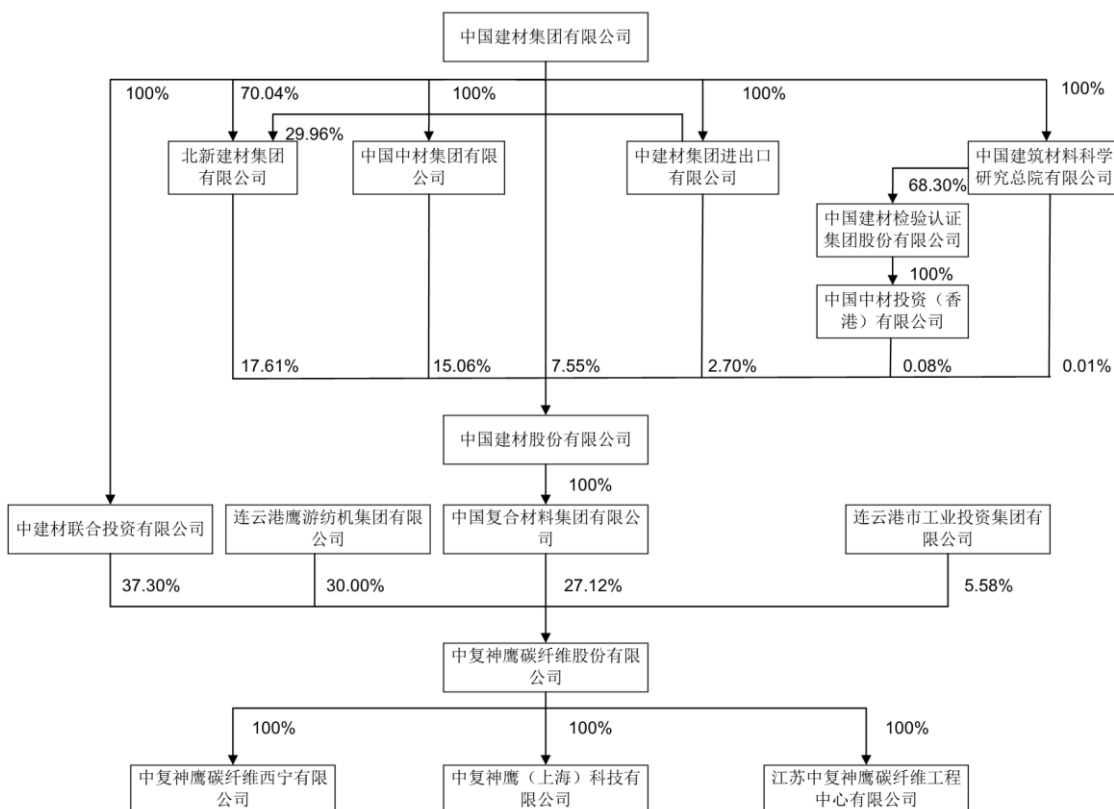 中国建材集团有限公司
100%
70.04%
100%
100%
100%
29.96%
北新建材集团
有限公司
中国中材集团有限
公司
中建材集团进出口
有限公司
中国建筑材料科学
研究总院有限公司
68.30%
中国建材检验认证
集团股份有限公司
100%
中国中材投资（香
港）有限公司
17.61%
15.06%
7.55%
2.70%
0.08%
0.01%
中国建材股份有限公司
100%
中建材联合投资有限公司
连云港鹰游纺机集团有限
公司
中国复合材料集团有限公
司
连云港市工业投资集团有
限公司
37.30%
30.00%
27.12%
5.58%
中复神鹰碳纤维股份有限
公司
100%
100%
100%
中复神鹰碳纤维西宁有限
公司
中复神鹰（上海）科技有
限公司
江苏中复神鹰碳纤维工程
中心有限公司